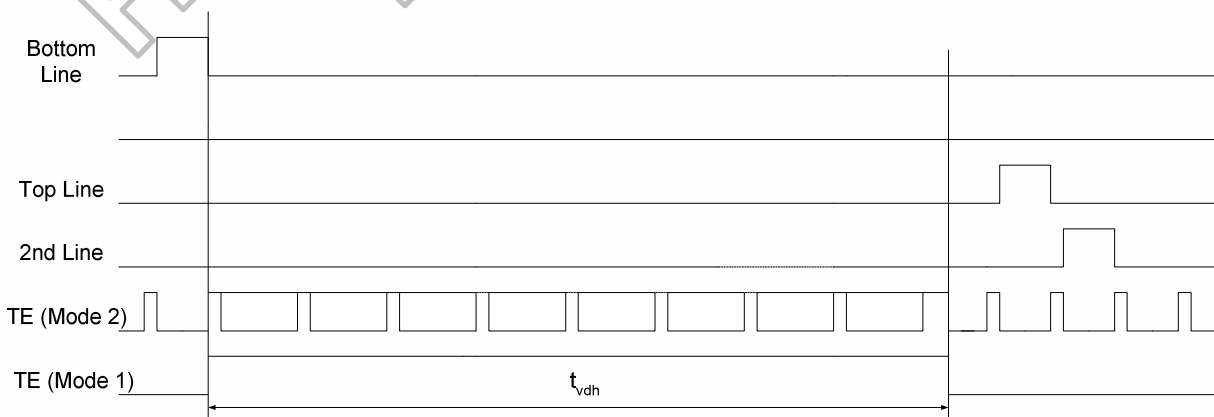 Bottom
Line
Top Line
2nd Line
TE (Mode 2)
TE (Mode 1)
tvdh